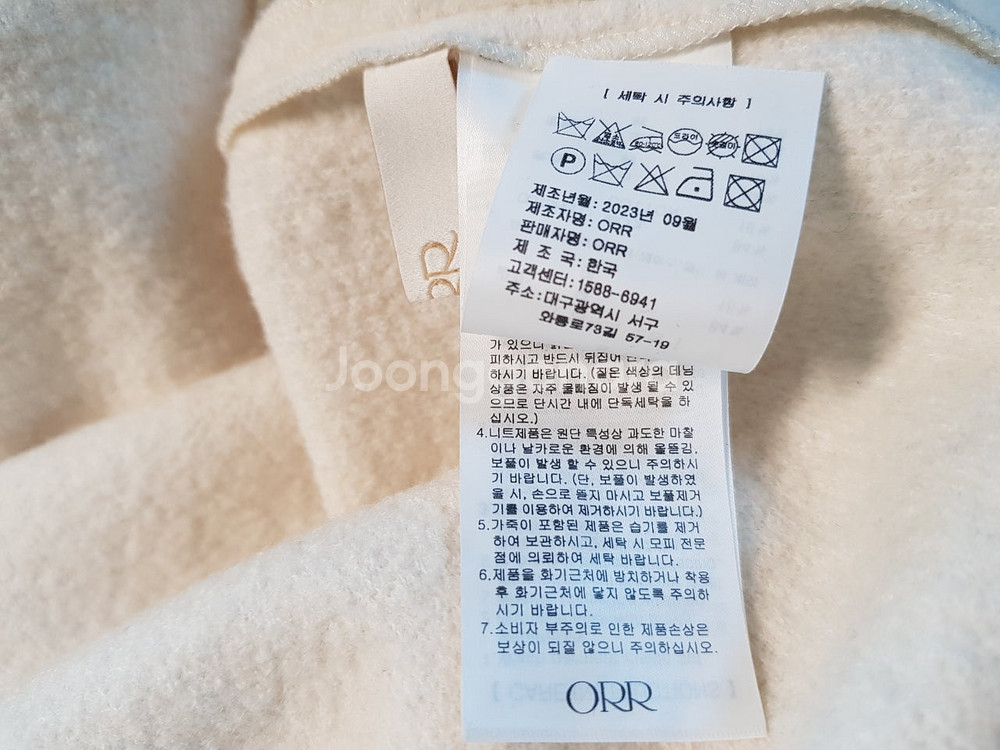 [ 세탁 시 주의사항 ]
드라이
P
제조년월: 2023년 09월
제조자명: ORR
판매자명: ORR
제 조 국: 한국
고객센터: 1588-6941
주소: 대구광역시 서구
와룡로73길 57-19
가 있으니
피하시고 반드시 뒤집어
하시기 바랍니다. (짙은 색상의 데님
상품은 자주 물빠짐이 발생 될 수 있
으므로 단시간 내에 단독세탁을 하
십시오.)
4.니트제품은 원단 특성상 과도한 마찰
이나 날카로운 환경에 의해 올뜯김,
보풀이 발생 할 수 있으니 주의하시
기 바랍니다. (단, 보풀이 발생하였
을 시, 손으로 뜯지 마시고 보풀제거
기를 이용하여 제거하시기 바랍니다.)
5.가죽이 포함된 제품은 습기를 제거
하여 보관하시고, 세탁 시 모피 전문
점에 의뢰하여 세탁 바랍니다.
6.제품을 화기근처에 방치하거나 착용
후 화기근처에 닿지 않도록 주의하
시기 바랍니다.
7.소비자 부주의로 인한 제품손상은
보상이 되질 않으니 주의하십시오.
ORR